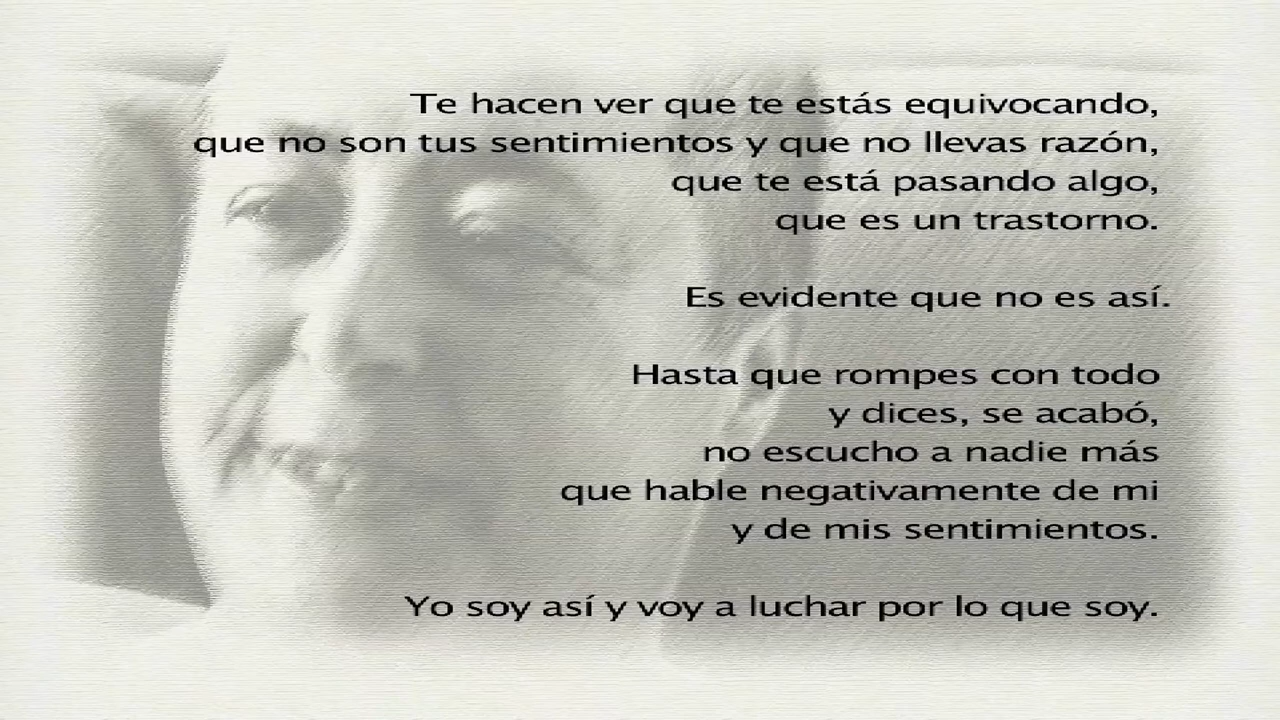 Te hacen ver que te estás equivocando,
que no son tus sentimientos y que no llevas razón,
que te está pasando algo,
que es un trastorno.
Es evidente que no es así.
Hasta que rompes con todo
y dices, se acabó,
no escucho a nadie más
que hable negativamente de mi
y de mis sentimientos.
Yo soy así y voy a luchar por lo que soy.